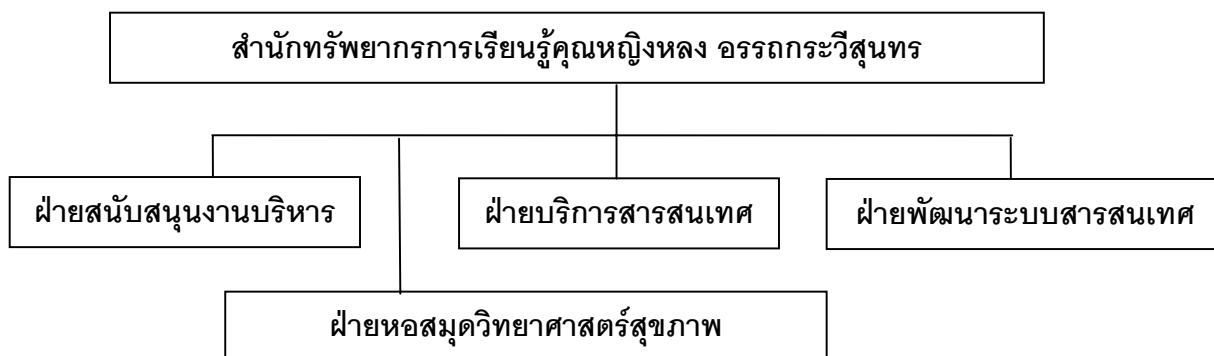 สำนักทรัพยากรการเรียนรู้คุณหญิงหลง อรรถกระวีสุนทร
ฝ่ายสนับสนุนงานบริหาร
ฝ่ายบริการสารสนเทศ
ฝ่ายพัฒนาระบบสารสนเทศ
ฝ่ายหอสมุดวิทยาศาสตร์สุขภาพ